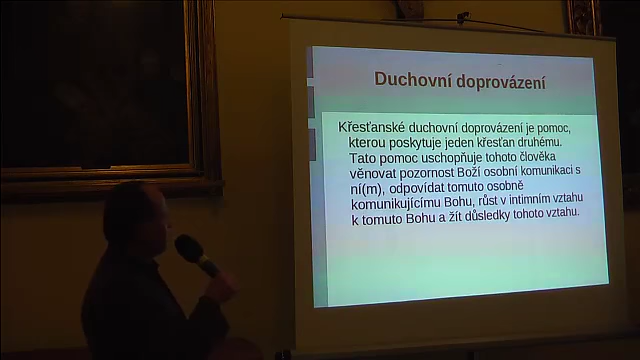 Duchovní doprovázení
Křesťanské duchovní doprovázení je pomoc,
kterou poskytuje jeden křesťan druhému.
Tato pomoc uschopňuje tohoto člověka
věnovat pozornost Boží osobní komunikaci s
ní(m), odpovídat tomuto osobně
komunikujícímu Bohu, růst v intimním vztahu
k tomuto Bohu a žít důsledky tohoto vztahu.